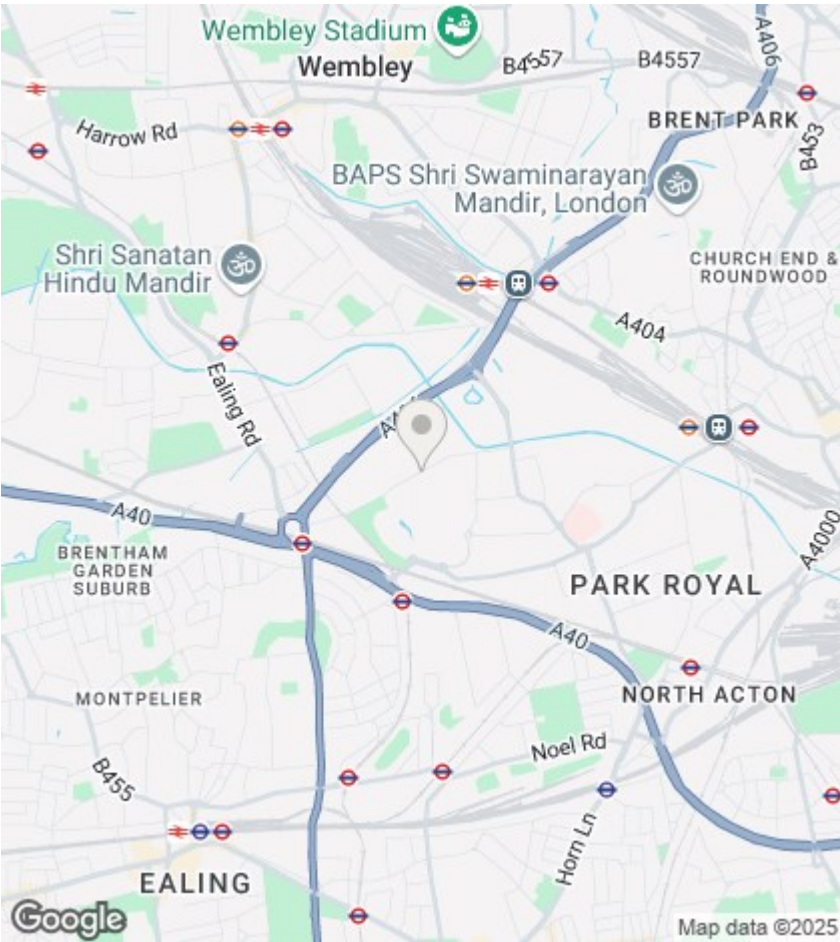 Wembley Stadium
Wembley
B4557
B4557
A406
BRENT PARK
B453
Harrow Rd
BAPS Shri Swaminarayan
Mandir, London
Shri Sanatan
Hindu Mandir
CHURCH END &
ROUNDWOOD
A404
Ealing Rd
A40
A4000
BRENTHAM
GARDEN
SUBURB
PARK ROYAL
A40
MONTPELIER
NORTH ACTON
Noel Rd
B455
Horn Ln
EALING
Google
Map data ©2025